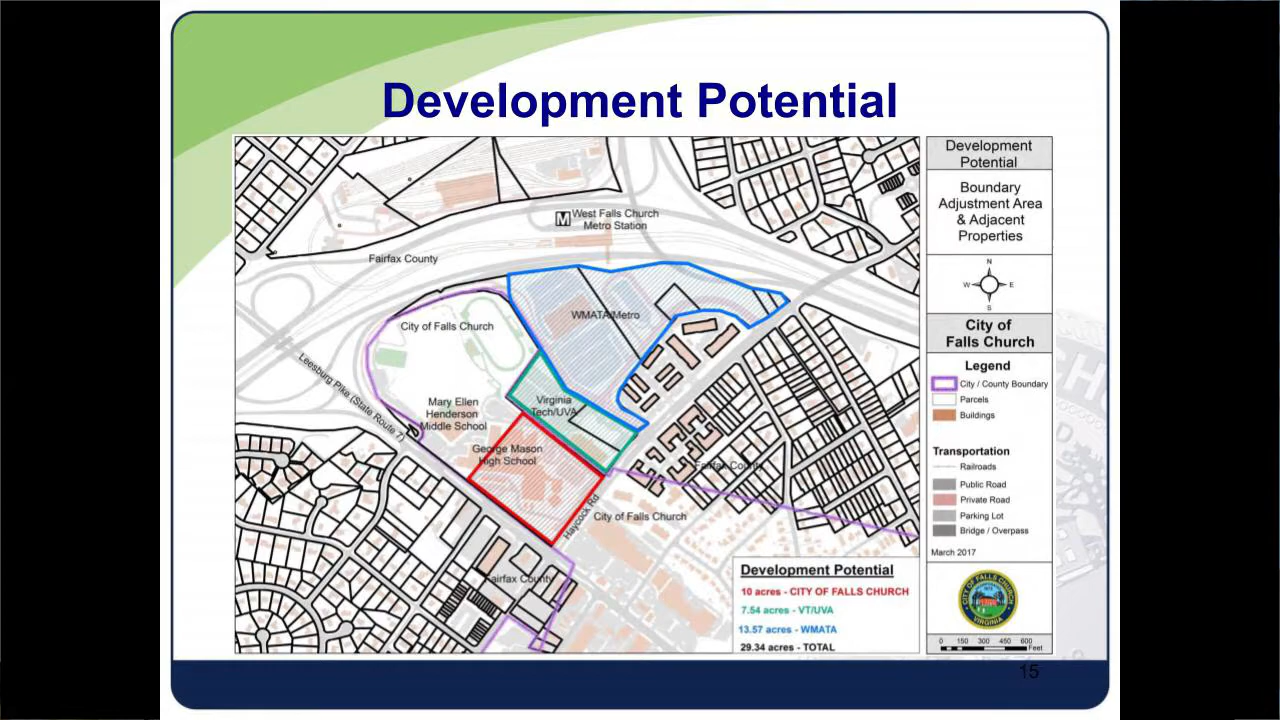 Development Potential
West Falls Church
Metro Station
Fairfax County
City of Falls Church
WMATA/Metro
Leesburg Pike (State Route 7)
Mary Ellen
Henderson
Middle School
Virginia
Tech/UVA
George Mason
High School
Fairfax County
Haycock Rd
City of Falls Church
Fairfax County
Development Potential
10 acres - CITY OF FALLS CHURCH
7.54 acres - VT/UVA
13.57 acres - WMATA
29.34 acres - TOTAL
Development
Potential
Boundary
Adjustment Area
& Adjacent
Properties
N
W E
S
City of
Falls Church
Legend
City / County Boundary
Parcels
Buildings
Transportation
Railroads
Public Road
Private Road
Parking Lot
Bridge / Overpass
March 2017
CITY OF FALLS CHURCH
VIRGINIA
0 150 300 450 600
Feet
15